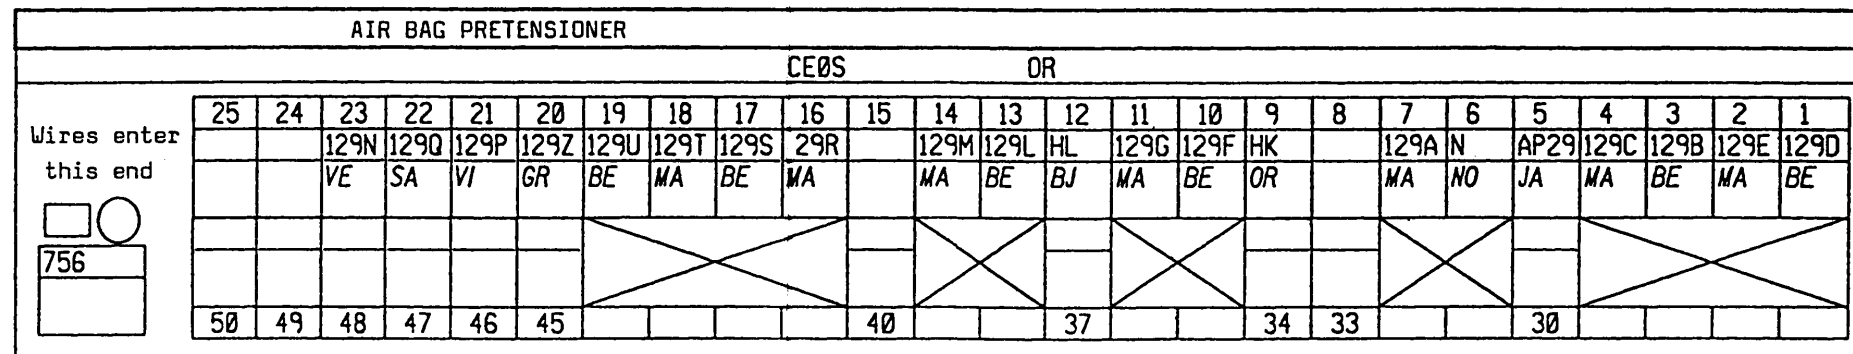 AIR BAG PRETENSIONER
CE0S OR
25 24 23 22 21 20 19 18 17 16 15 14 13 12 11 10 9 8 7 6 5 4 3 2 1
Wires enter
this end
129N 129Q 129P 129Z 129U 129T 129S 29R 129M 129L HL 129G 129F HK 129A N AP29 129C 129B 129E 129D
VE SA VI GR BE MA BE MA MA BE BJ MA BE OR MA NO JA MA BE MA BE
756
50 49 48 47 46 45 40 37 34 33 30